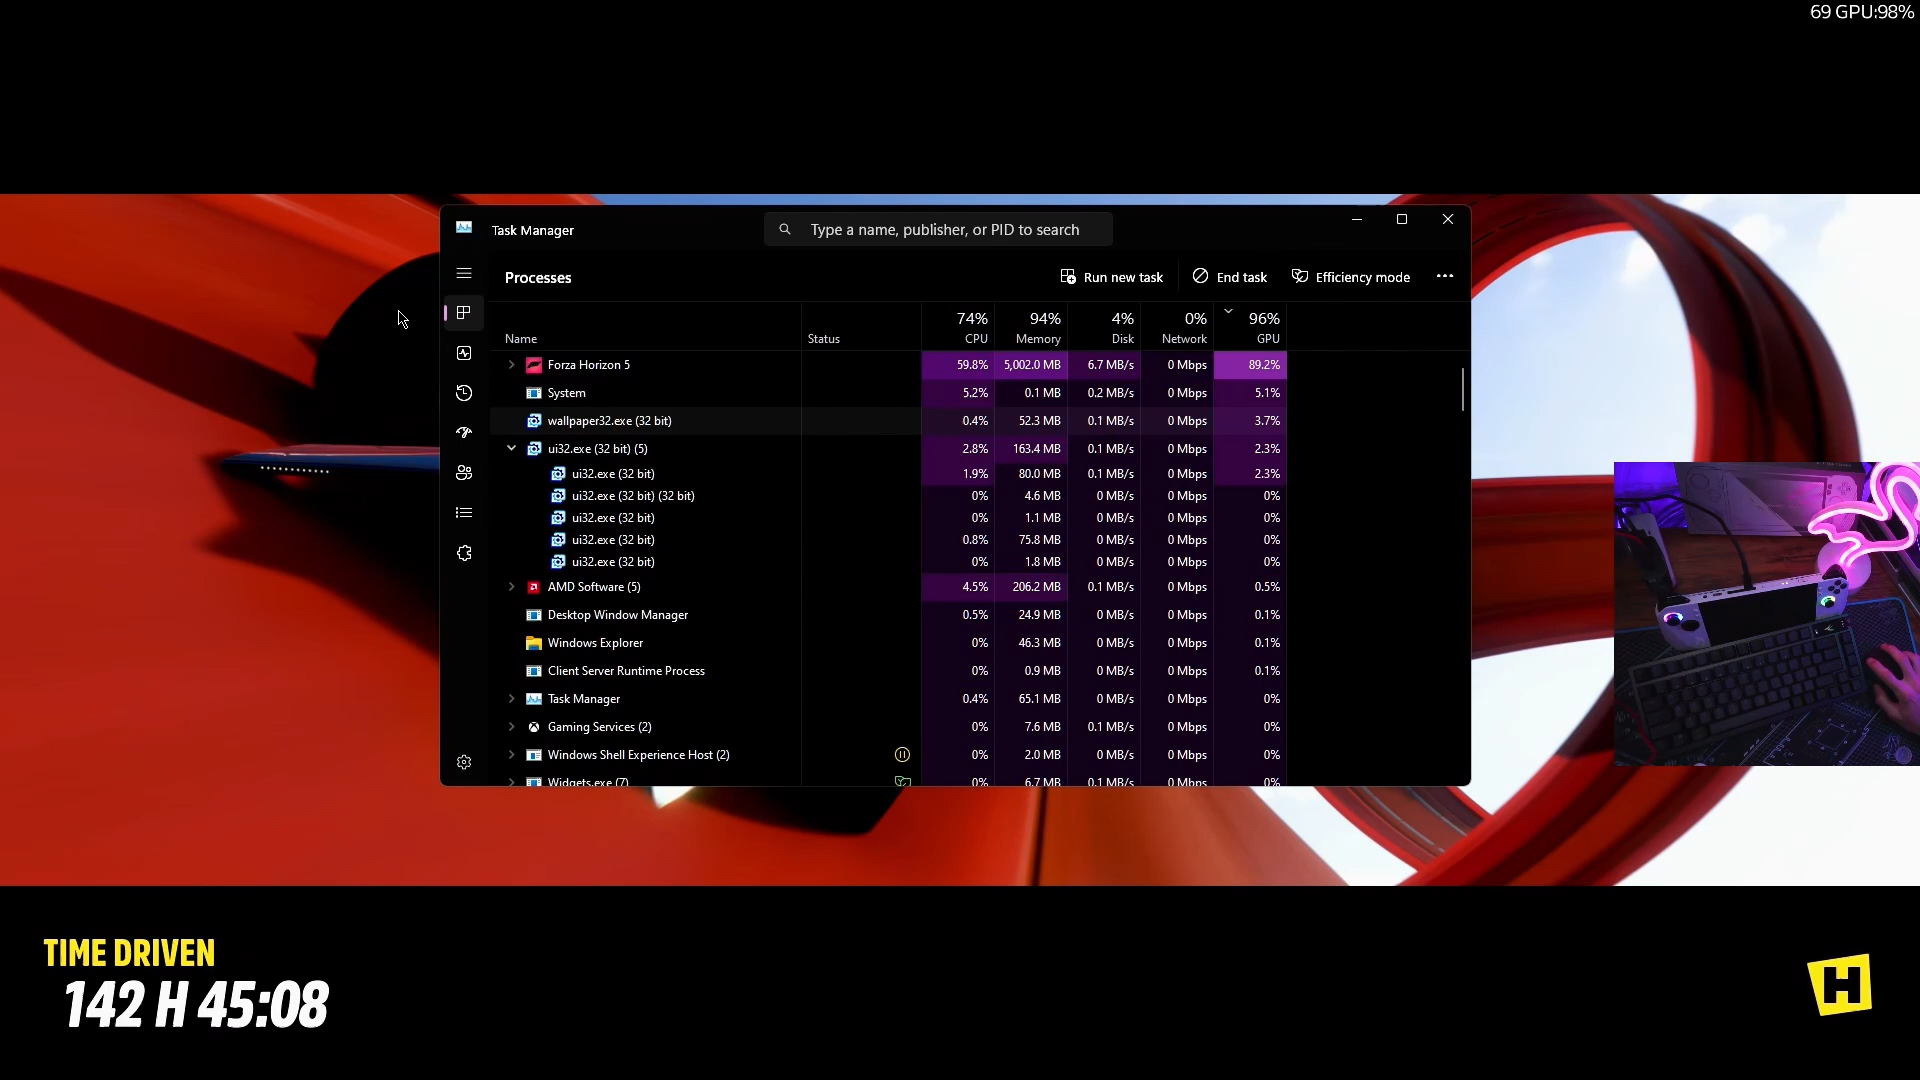 69 GPU:98%
Task Manager
Type a name, publisher, or PID to search
Processes
Run new task
End task
Efficiency mode
74% 94% 4% 0% 96%
Name Status CPU Memory Disk Network GPU
Forza Horizon 5 59.8% 5,002.0 MB 6.7 MB/s 0 Mbps 89.2%
System 5.2% 0.1 MB 0.2 MB/s 0 Mbps 5.1%
wallpaper32.exe (32 bit) 0.4% 52.3 MB 0.1 MB/s 0 Mbps 3.7%
ui32.exe (32 bit) (5) 2.8% 163.4 MB 0.1 MB/s 0 Mbps 2.3%
ui32.exe (32 bit) 1.9% 80.0 MB 0.1 MB/s 0 Mbps 2.3%
ui32.exe (32 bit) (32 bit) 0% 4.6 MB 0 MB/s 0 Mbps 0%
ui32.exe (32 bit) 0% 1.1 MB 0 MB/s 0 Mbps 0%
ui32.exe (32 bit) 0.8% 75.8 MB 0 MB/s 0 Mbps 0%
ui32.exe (32 bit) 0% 1.8 MB 0 MB/s 0 Mbps 0%
AMD Software (5) 4.5% 206.2 MB 0.1 MB/s 0 Mbps 0.5%
Desktop Window Manager 0.5% 24.9 MB 0 MB/s 0 Mbps 0.1%
Windows Explorer 0% 46.3 MB 0 MB/s 0 Mbps 0.1%
Client Server Runtime Process 0% 0.9 MB 0 MB/s 0 Mbps 0.1%
Task Manager 0.4% 65.1 MB 0 MB/s 0 Mbps 0%
Gaming Services (2) 0% 7.6 MB 0.1 MB/s 0 Mbps 0%
Windows Shell Experience Host (2) 0% 2.0 MB 0 MB/s 0 Mbps 0%
Widgets.exe (7) 0% 6.7 MB 0.1 MB/s 0 Mbps 0%
TIME DRIVEN
142 H 45:08
H